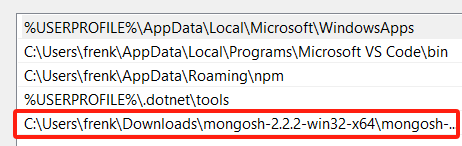 %USERPROFILE%\AppData\Local\Microsoft\WindowsApps
C:\Users\frenk\AppData\Local\Programs\Microsoft VS Code\bin
C:\Users\frenk\AppData\Roaming\npm
%USERPROFILE%\.dotnet\tools
C:\Users\frenk\Downloads\mongosh-2.2.2-win32-x64\mongosh-...